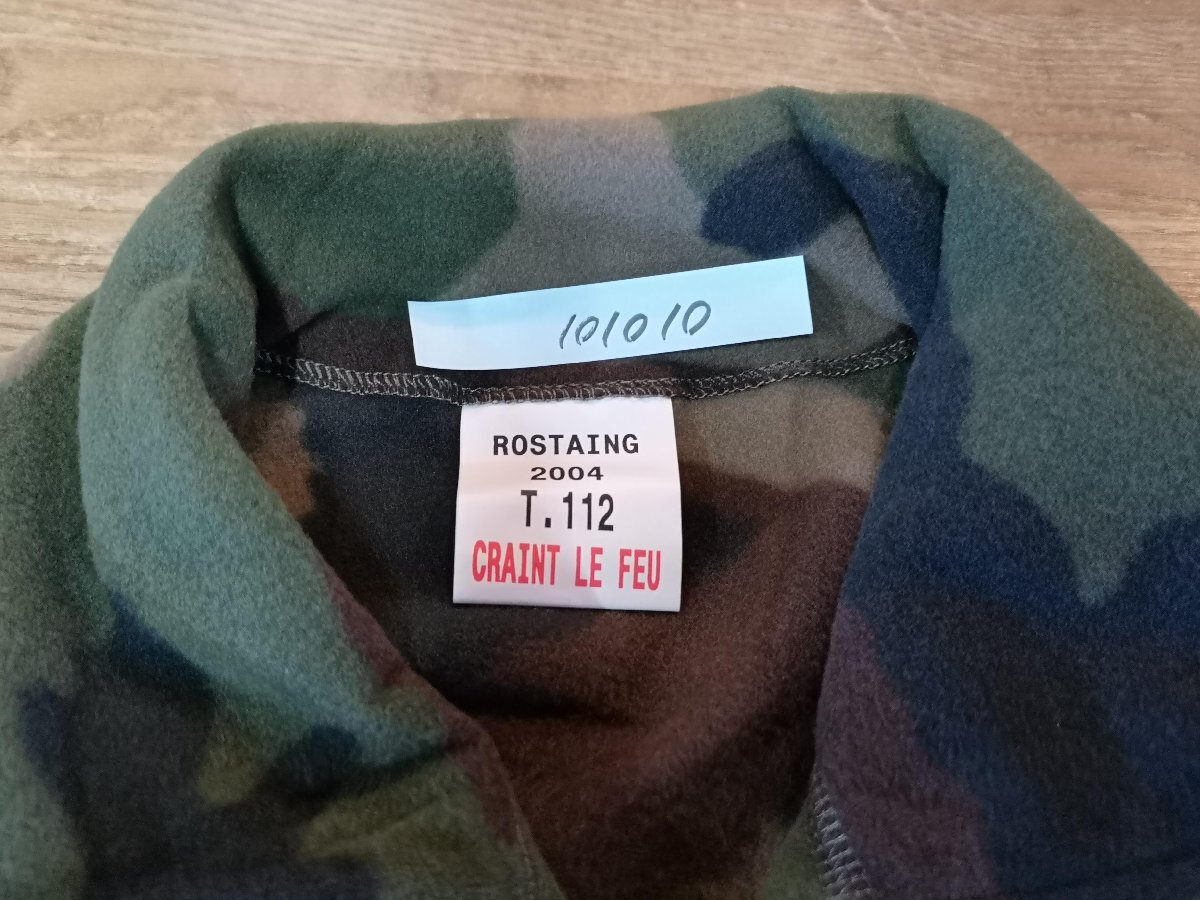 101010
ROSTAING
2004
T.112
CRAINT LE FEU